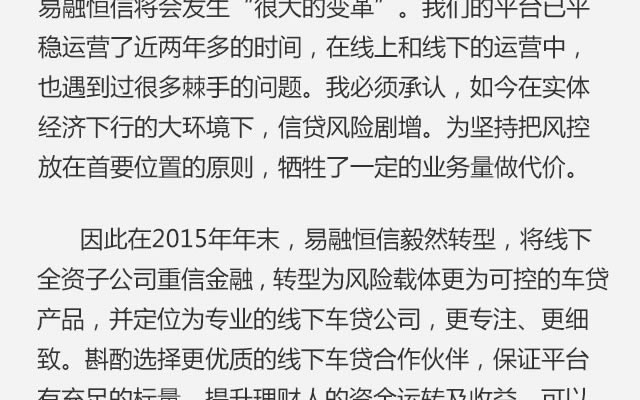 易融恒信将会发生“很大的变革”。我们的平台已平
稳运营了近两年多的时间，在线上和线下的运营中，
也遇到过很多棘手的问题。我必须承认，如今在实体
经济下行的大环境下，信贷风险剧增。为坚持把风控
放在首要位置的原则，牺牲了一定的业务量做代价。
因此在2015年年末，易融恒信毅然转型，将线下
全资子公司重信金融，转型为风险载体更为可控的车贷
产品，并定位为专业的线下车贷公司，更专注、更细
致。斟酌选择更优质的线下车贷合作伙伴，保证平台
有充足的标量，提升理财人的资金运转及收益，可以